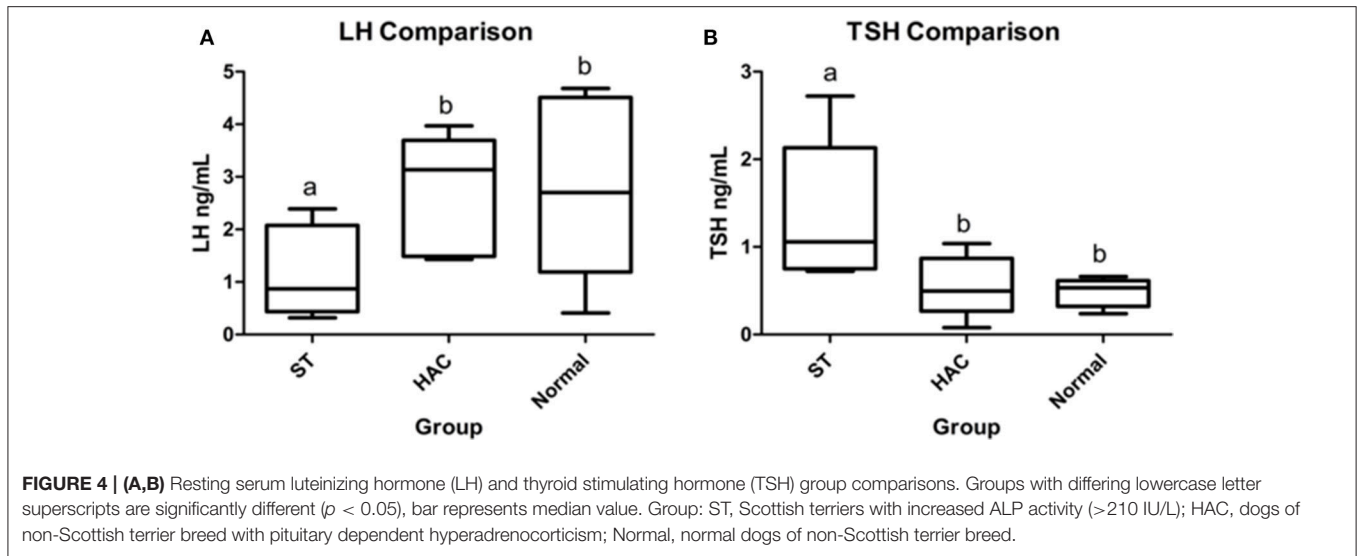 A
LH Comparison
LH ng/mL
5
4
3
2
1
0
a
b
b
ST
HAC
Normal
Group
B
TSH Comparison
TSH ng/mL
3
2
1
0
a
b
b
ST
HAC
Normal
Group
FIGURE 4 | (A,B) Resting serum luteinizing hormone (LH) and thyroid stimulating hormone (TSH) group comparisons. Groups with differing lowercase letter
superscripts are significantly different (p < 0.05), bar represents median value. Group: ST, Scottish terriers with increased ALP activity (>210 IU/L); HAC, dogs of
non-Scottish terrier breed with pituitary dependent hyperadrenocorticism; Normal, normal dogs of non-Scottish terrier breed.